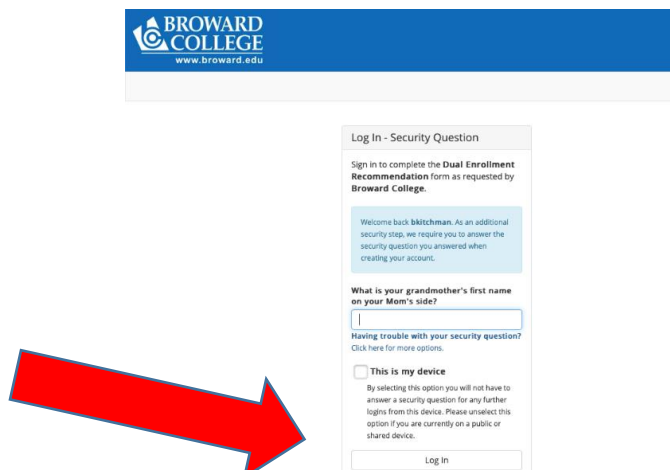 BROWARD
COLLEGE
www.broward.edu
Log In - Security Question
Sign in to complete the Dual Enrollment
Recommendation form as requested by
Broward College.
Welcome back bkitchman. As an additional
security step, we require you to answer the
security question you answered when
creating your account.
What is your grandmother's first name
on your Mom's side?
Having trouble with your security question?
Click here for more options.
This is my device
By selecting this option you will not have to
answer a security question for any further
logins from this device. Please unselect this
option if you are currently on a public or
shared device.
Log In